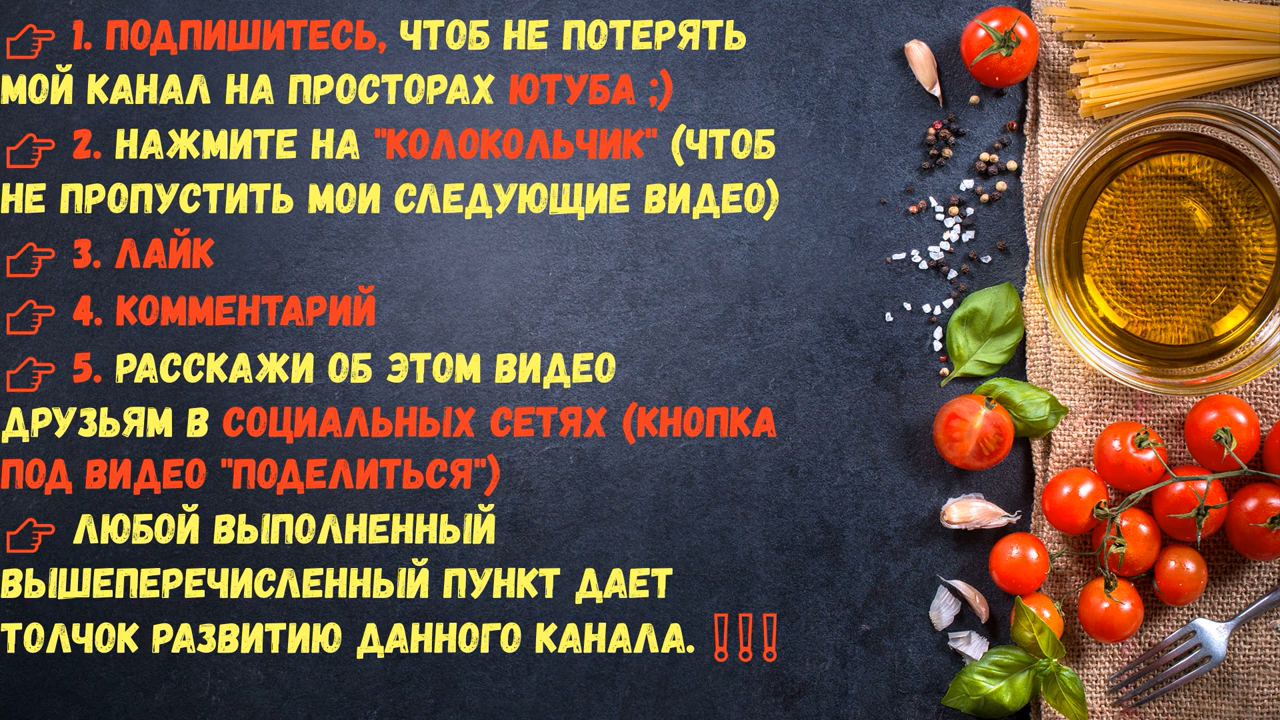 👉 1. ПОДПИШИТЕСЬ, ЧТОБ НЕ ПОТЕРЯТЬ
МОЙ КАНАЛ НА ПРОСТОРАХ ЮТУБА ;)
👉 2. НАЖМИТЕ НА "КОЛОКОЛЬЧИК" (ЧТОБ
НЕ ПРОПУСТИТЬ МОИ СЛЕДУЮЩИЕ ВИДЕО)
👉 3. ЛАЙК
👉 4. КОММЕНТАРИЙ
👉 5. РАССКАЖИ ОБ ЭТОМ ВИДЕО
ДРУЗЬЯМ В СОЦИАЛЬНЫХ СЕТЯХ (КНОПКА
ПОД ВИДЕО "ПОДЕЛИТЬСЯ")
👉 ЛЮБОЙ ВЫПОЛНЕННЫЙ
ВЫШЕПЕРЕЧИСЛЕННЫЙ ПУНКТ ДАЕТ
ТОЛЧОК РАЗВИТИЮ ДАННОГО КАНАЛА. ❗❗❗